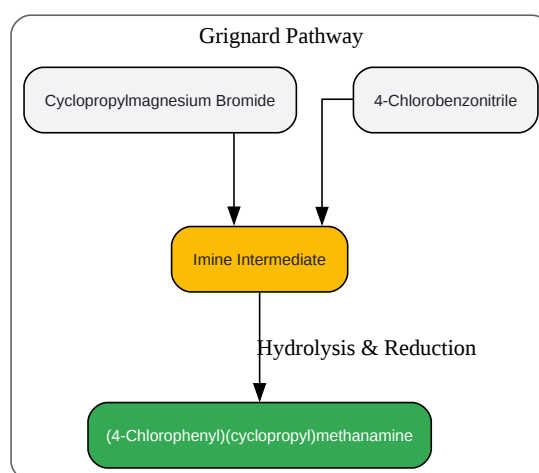 Grignard Pathway
Cyclopropylmagnesium Bromide
4-Chlorobenzonitrile
Imine Intermediate
Hydrolysis & Reduction
(4-Chlorophenyl)(cyclopropyl)methanamine